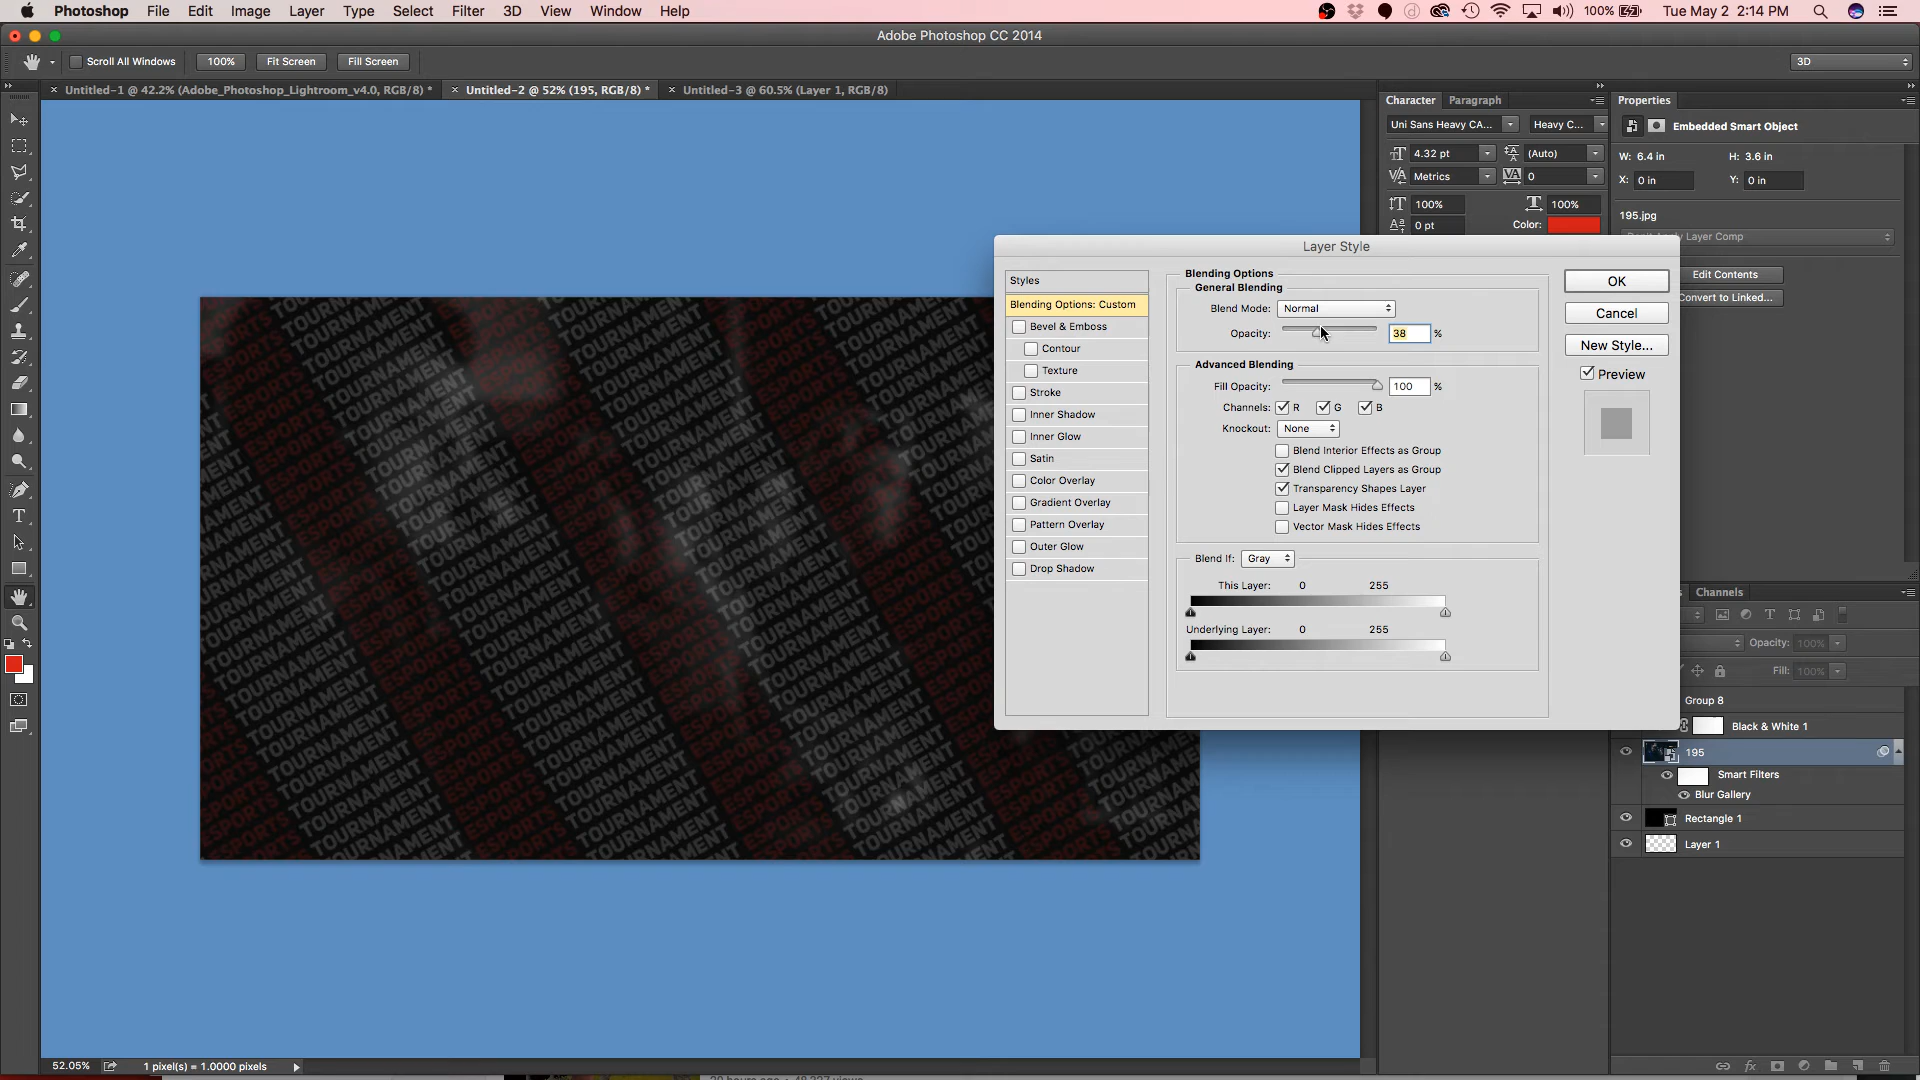 Photoshop File Edit Image Layer Type Select Filter 3D View Window Help
100% Tue May 2 2:14 PM
Adobe Photoshop CC 2014
Scroll All Windows 100% Fit Screen Fill Screen 3D
Untitled-1 @ 42.2% (Adobe_Photoshop_Lightroom_v4.0, RGB/8) *
Untitled-2 @ 52% (195, RGB/8) *
Untitled-3 @ 60.5% (Layer 1, RGB/8)
Character Paragraph
Uni Sans Heavy CA... Heavy C...
4.32 pt (Auto)
Metrics 0
100% 100%
0 pt Color:
Properties
Embedded Smart Object
W: 6.4 in H: 3.6 in
X: 0 in Y: 0 in
195.jpg
Layer Comp
Edit Contents
Convert to Linked...
Layer Style
Styles
Blending Options: Custom
Bevel & Emboss
Contour
Texture
Stroke
Inner Shadow
Inner Glow
Satin
Color Overlay
Gradient Overlay
Pattern Overlay
Outer Glow
Drop Shadow
Blending Options
General Blending
Blend Mode: Normal
Opacity: 38 %
Advanced Blending
Fill Opacity: 100 %
Channels: R G B
Knockout: None
Blend Interior Effects as Group
Blend Clipped Layers as Group
Transparency Shapes Layer
Layer Mask Hides Effects
Vector Mask Hides Effects
Blend If: Gray
This Layer: 0 255
Underlying Layer: 0 255
OK
Cancel
New Style...
Preview
Channels
Opacity: 100%
Fill: 100%
Group 8
Black & White 1
195
Smart Filters
Blur Gallery
Rectangle 1
Layer 1
TOURNAMENT
ESPORTS
52.05% 1 pixel(s) = 1.0000 pixels